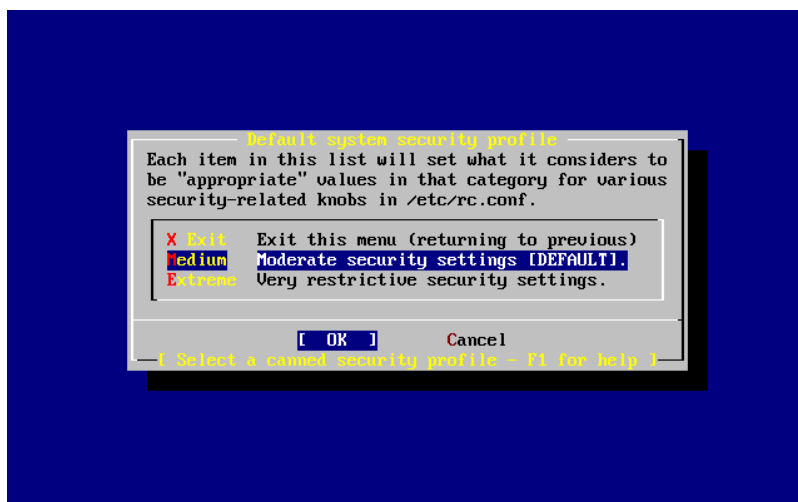 Default system security profile
Each item in this list will set what it considers to
be "appropriate" values in that category for various
security-related knobs in /etc/rc.conf.
X Exit Exit this menu (returning to previous)
Medium Moderate security settings [DEFAULT].
Extreme Very restrictive security settings.
[ OK ] Cancel
[ Select a canned security profile - F1 for help ]